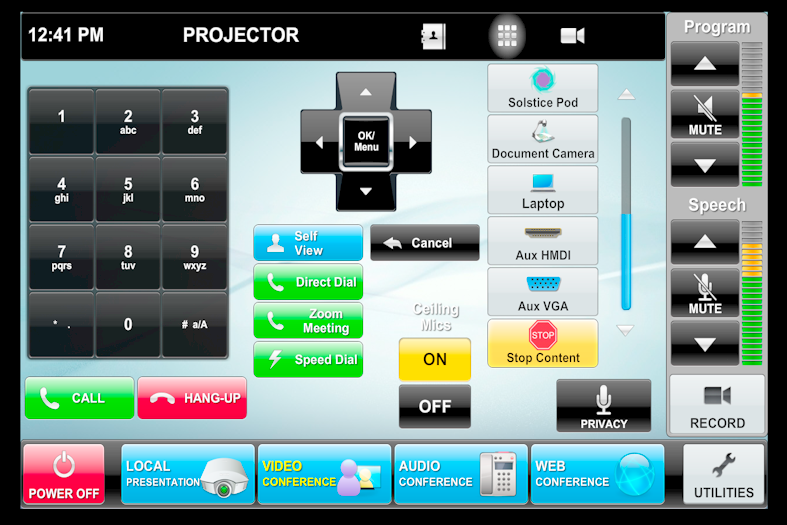 12:41 PM
PROJECTOR
Program
MUTE
Speech
MUTE
RECORD
1
2
abc
3
def
4
ghi
5
jkl
6
mno
7
pqrs
8
tuv
9
wxyz
* .
0
# a/A
CALL
HANG-UP
OK/
Menu
Self
View
Cancel
Direct Dial
Zoom
Meeting
Speed Dial
Ceiling
Mics
ON
OFF
Solstice Pod
Document Camera
Laptop
Aux HDMI
Aux VGA
STOP
Stop Content
PRIVACY
POWER OFF
LOCAL
PRESENTATION
VIDEO
CONFERENCE
AUDIO
CONFERENCE
WEB
CONFERENCE
UTILITIES